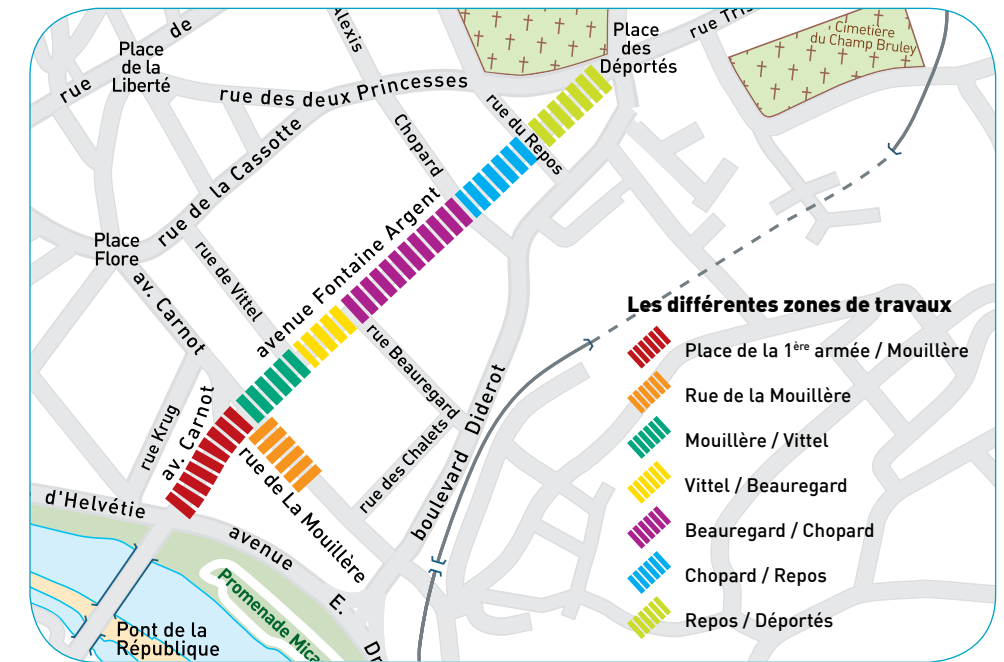 rue de
Place
de la
Liberté
Alexis
Chopard
rue des deux Princesses
Place
des
Déportés
rue Tris
Cimetière
du Champ Bruley
rue du Repos
rue de la Cassotte
Place
Flore
av. Carnot
rue de Vittel
avenue Fontaine Argent
rue Beauregard
rue Krug
av. Carnot
rue de La Mouillère
rue des Chalets
boulevard Diderot
d'Helvétie
avenue
E.
Dr
Promenade Mica
Pont de la
République
Les différentes zones de travaux
Place de la 1ère armée / Mouillère
Rue de la Mouillère
Mouillère / Vittel
Vittel / Beauregard
Beauregard / Chopard
Chopard / Repos
Repos / Déportés